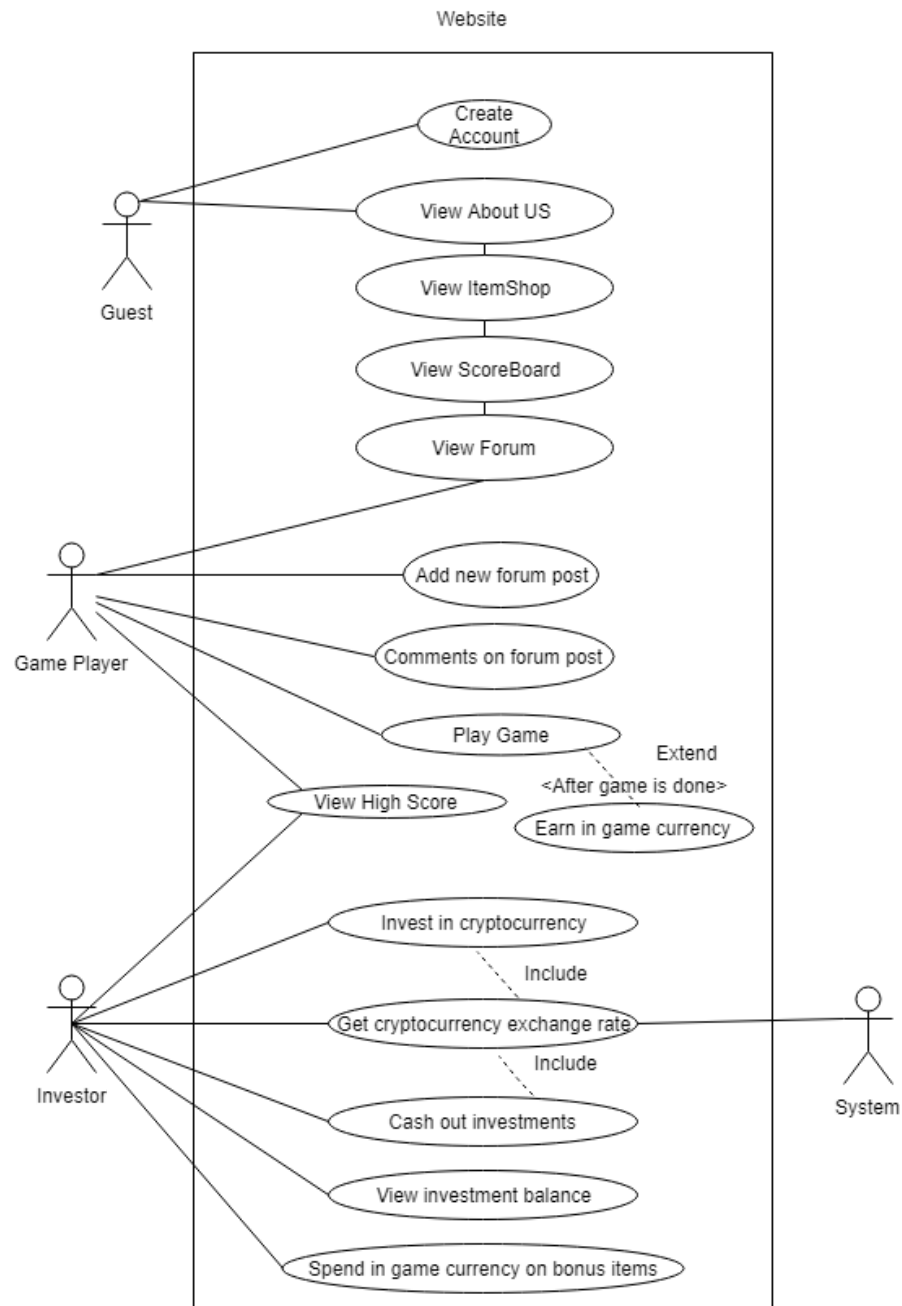 Website
Create
Account
View About US
Guest
View ItemShop
View ScoreBoard
View Forum
Game Player
Add new forum post
Comments on forum post
Play Game
Extend
<After game is done>
View High Score
Earn in game currency
Invest in cryptocurrency
Include
Investor
Get cryptocurrency exchange rate
System
Include
Cash out investments
View investment balance
Spend in game currency on bonus items